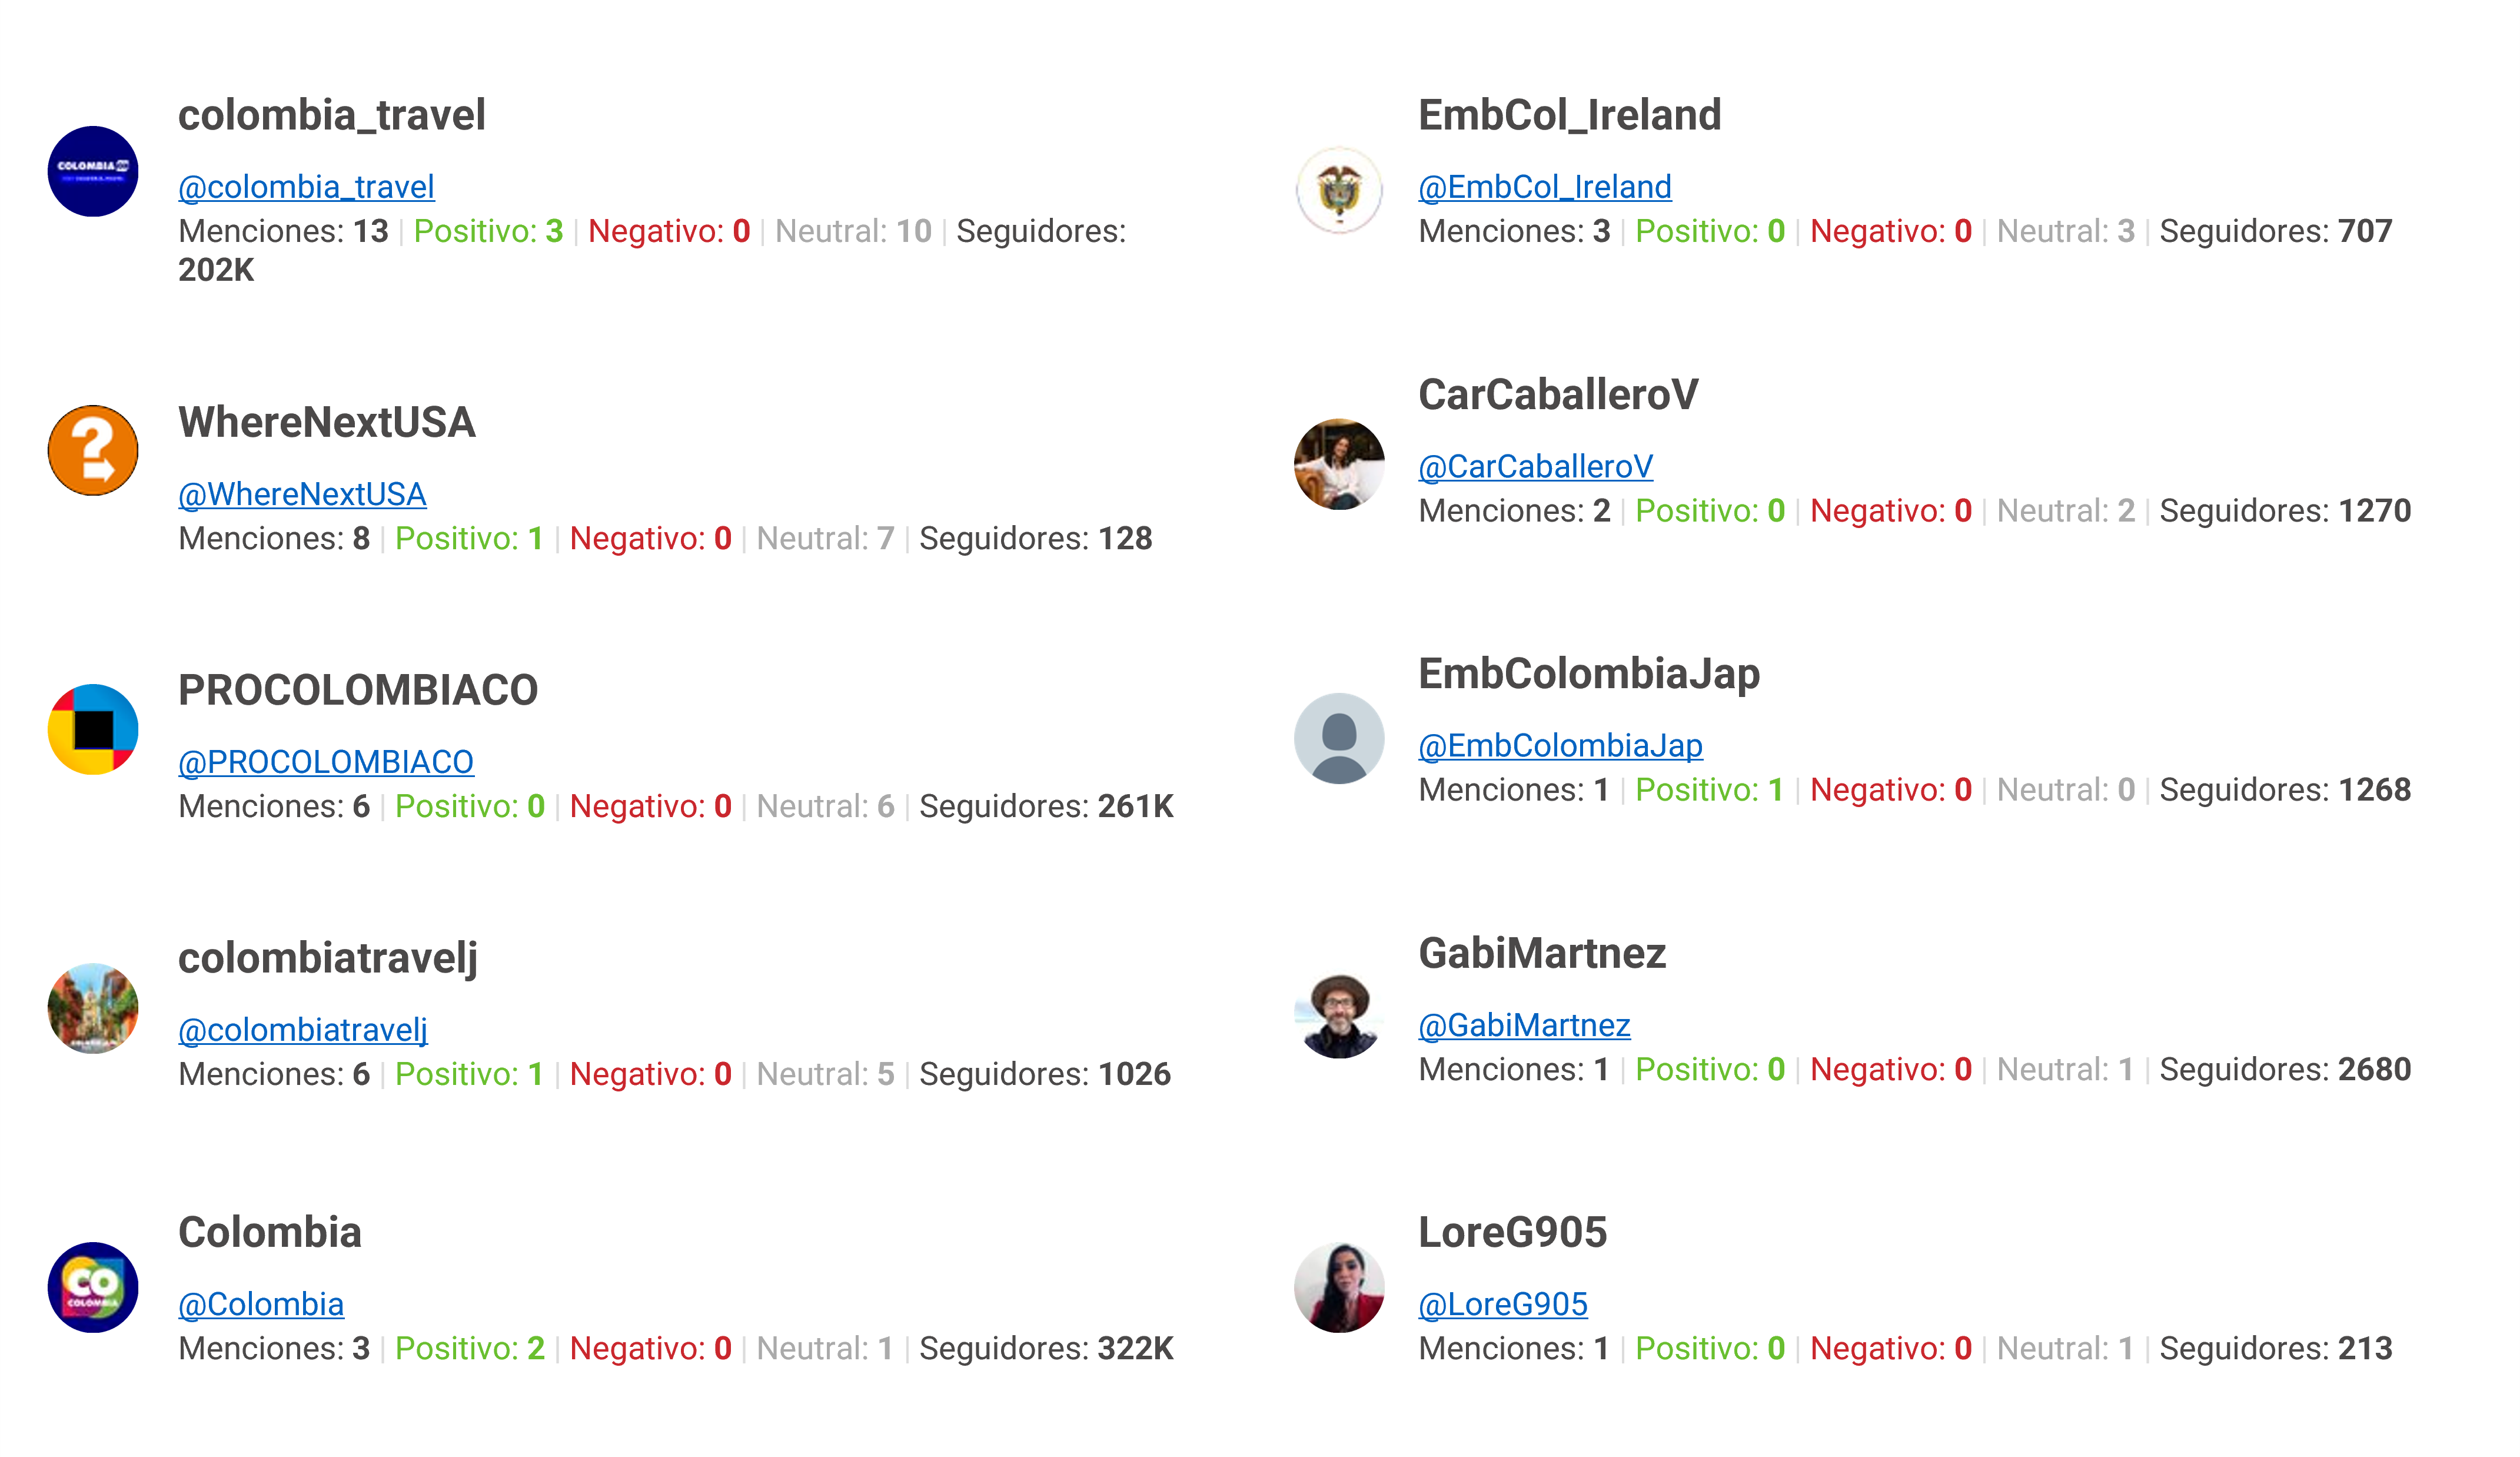 colombia_travel
@colombia_travel
Menciones: 13 | Positivo: 3 | Negativo: 0 | Neutral: 10 | Seguidores:
202K
WhereNextUSA
@WhereNextUSA
Menciones: 8 | Positivo: 1 | Negativo: 0 | Neutral: 7 | Seguidores: 128
PROCOLOMBIACO
@PROCOLOMBIACO
Menciones: 6 | Positivo: 0 | Negativo: 0 | Neutral: 6 | Seguidores: 261K
colombiatravelj
@colombiatravelj
Menciones: 6 | Positivo: 1 | Negativo: 0 | Neutral: 5 | Seguidores: 1026
Colombia
@Colombia
Menciones: 3 | Positivo: 2 | Negativo: 0 | Neutral: 1 | Seguidores: 322K
EmbCol_Ireland
@EmbCol_Ireland
Menciones: 3 | Positivo: 0 | Negativo: 0 | Neutral: 3 | Seguidores: 707
CarCaballeroV
@CarCaballeroV
Menciones: 2 | Positivo: 0 | Negativo: 0 | Neutral: 2 | Seguidores: 1270
EmbColombiaJap
@EmbColombiaJap
Menciones: 1 | Positivo: 1 | Negativo: 0 | Neutral: 0 | Seguidores: 1268
GabiMartnez
@GabiMartnez
Menciones: 1 | Positivo: 0 | Negativo: 0 | Neutral: 1 | Seguidores: 2680
LoreG905
@LoreG905
Menciones: 1 | Positivo: 0 | Negativo: 0 | Neutral: 1 | Seguidores: 213
COLOMBIA
CO
COLOMBIA